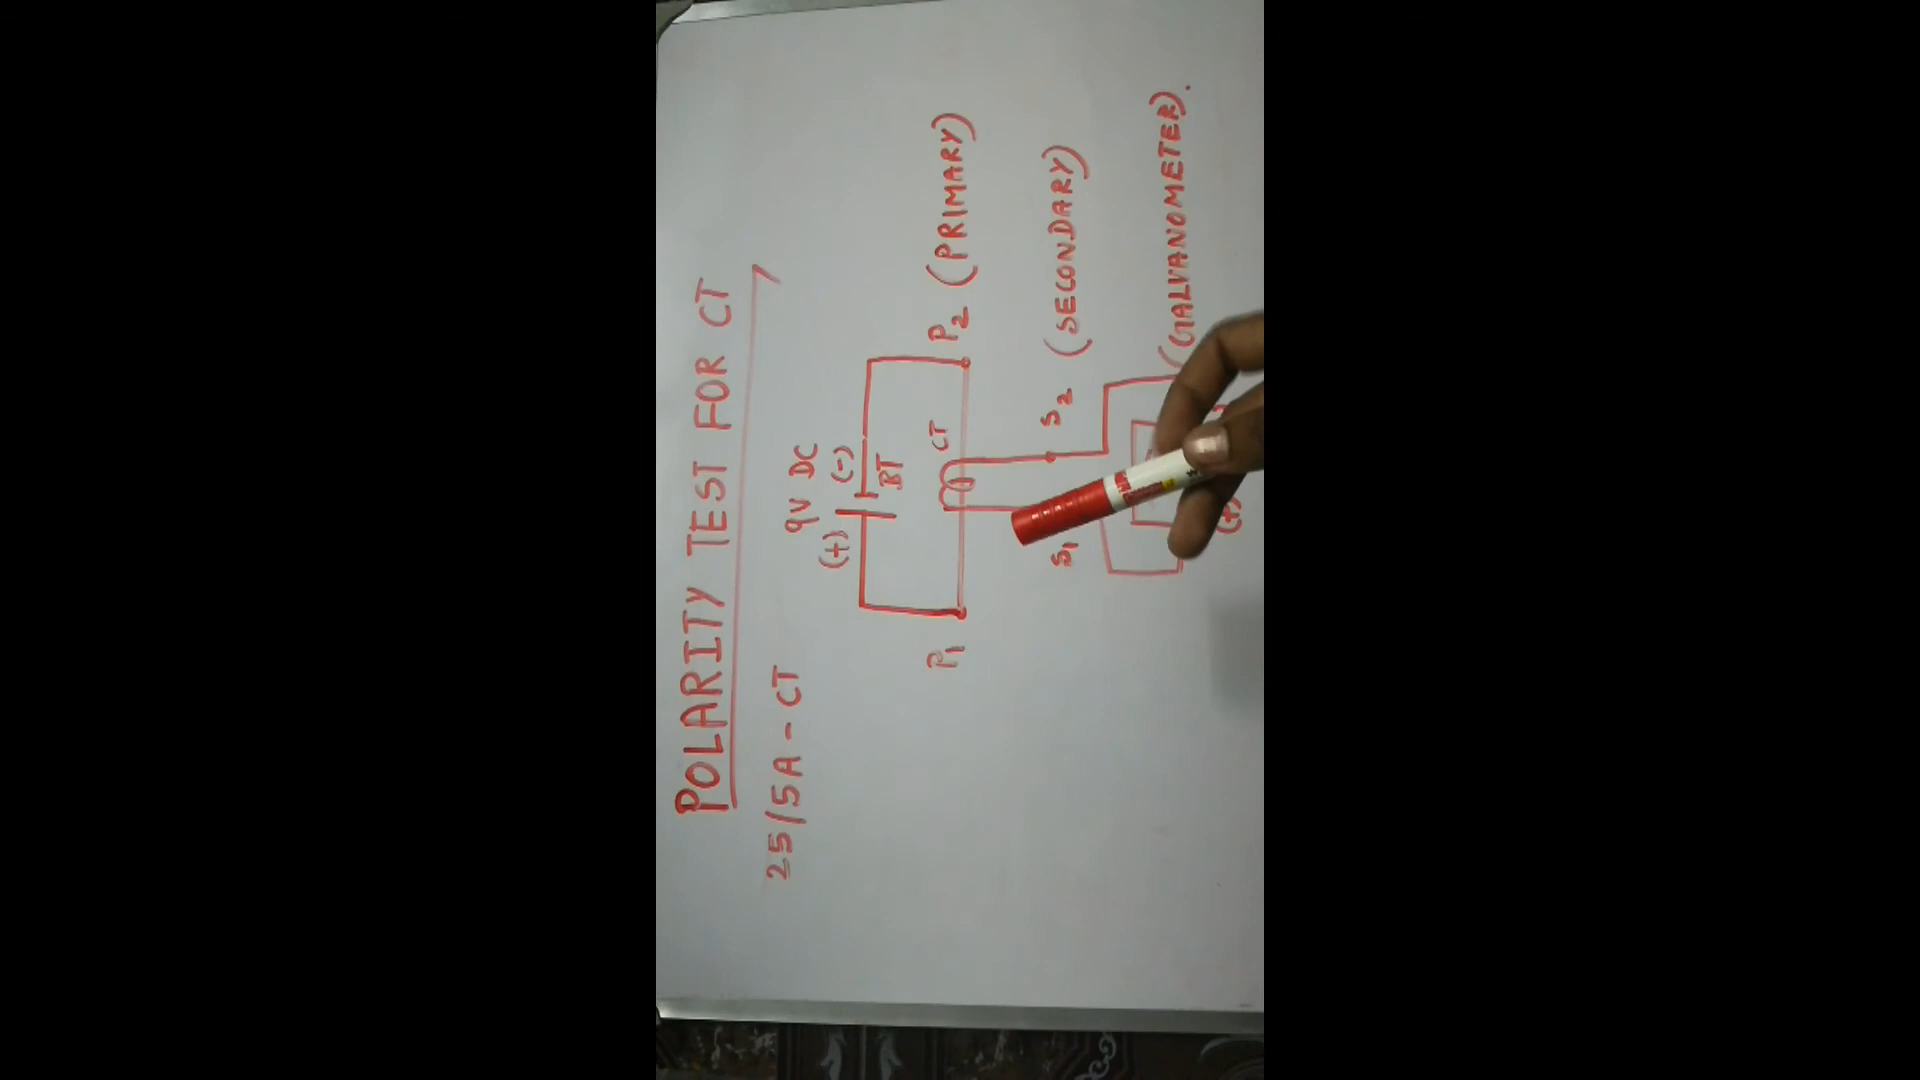 POLARITY TEST FOR CT
25/5A - CT
9V DC
(+) (-)
BT
CT
P1 P2 (PRIMARY)
S1 S2 (SECONDARY)
(GALVANOMETER).
(+)